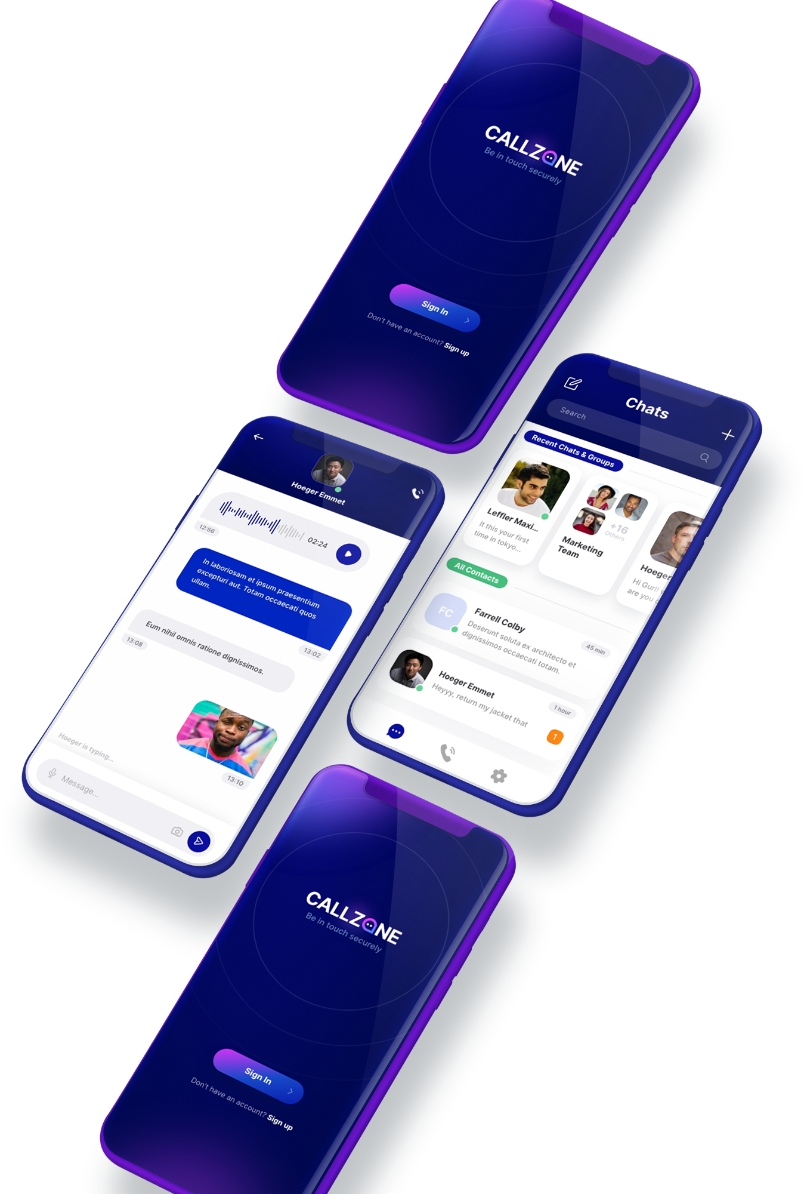 CALLZONE
Be in touch securely
Sign In
Don't have an account? Sign up
Chats
Search
Recent Chats & Groups
Leffler Maxi...
It this your first
time in tokyo...
+16
Others
Marketing
Team
Hoeger
Hi Guri!
are you
All Contacts
FC
Farrell Colby
45 min
Deserunt soluta ex architecto et
dignissimos occaecati totam.
Hoeger Emmet
1 hour
Heyyy, return my jacket that
1
Hoeger Emmet
02:24
12:56
In laboriosam et ipsum praesentium
excepturi aut. Totam occaecati quos
ullam.
13:02
Eum nihil omnis ratione dignissimos.
13:08
13:10
Hoeger is typing...
Message...
CALLZONE
Be in touch securely
Sign In
Don't have an account? Sign up